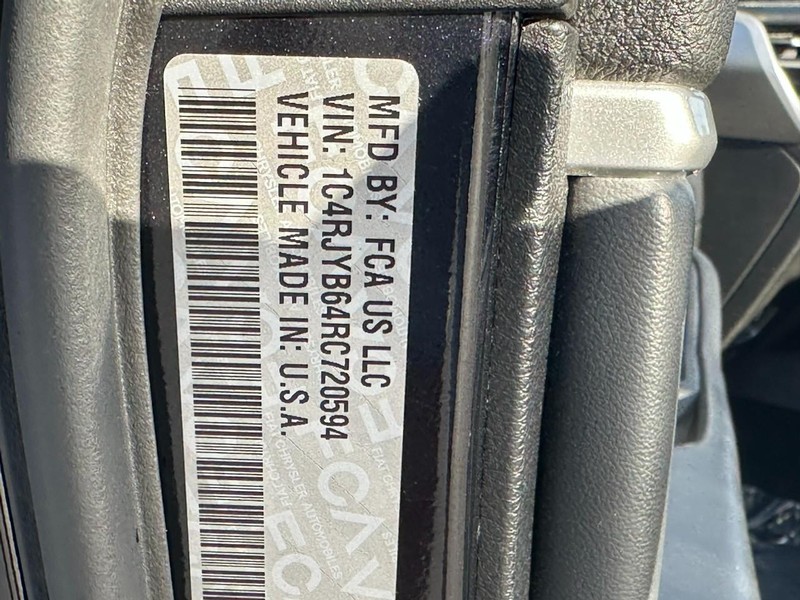 MFD BY: FCA US LLC
VIN: 1C4RJYB64RC720594
VEHICLE MADE IN: U.S.A.